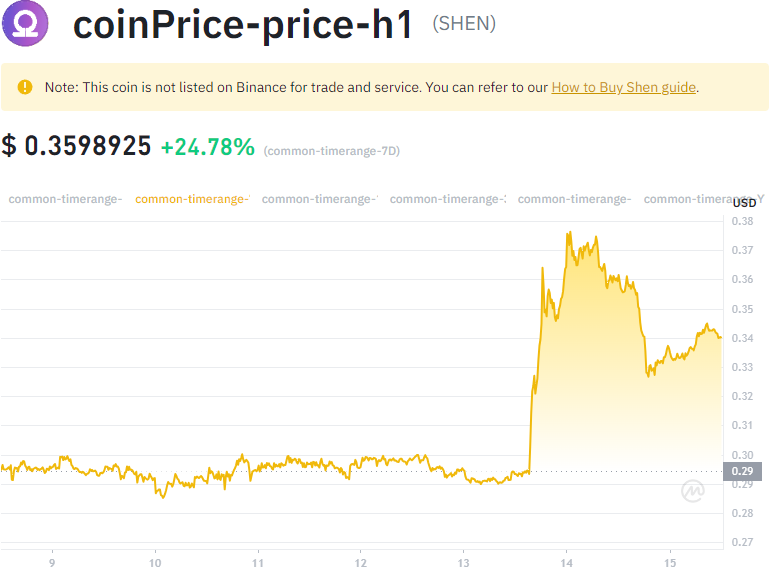 coinPrice-price-h1 (SHEN)
Note: This coin is not listed on Binance for trade and service. You can refer to our How to Buy Shen guide.
$ 0.3598925 +24.78% (common-timerange-7D)
common-timerange- common-timerange- common-timerange- common-timerange- common-timerange- common-timerange-Y
USD
0.38
0.37
0.36
0.35
0.34
0.33
0.32
0.31
0.30
0.29
0.29
0.28
0.27
9 10 11 12 13 14 15